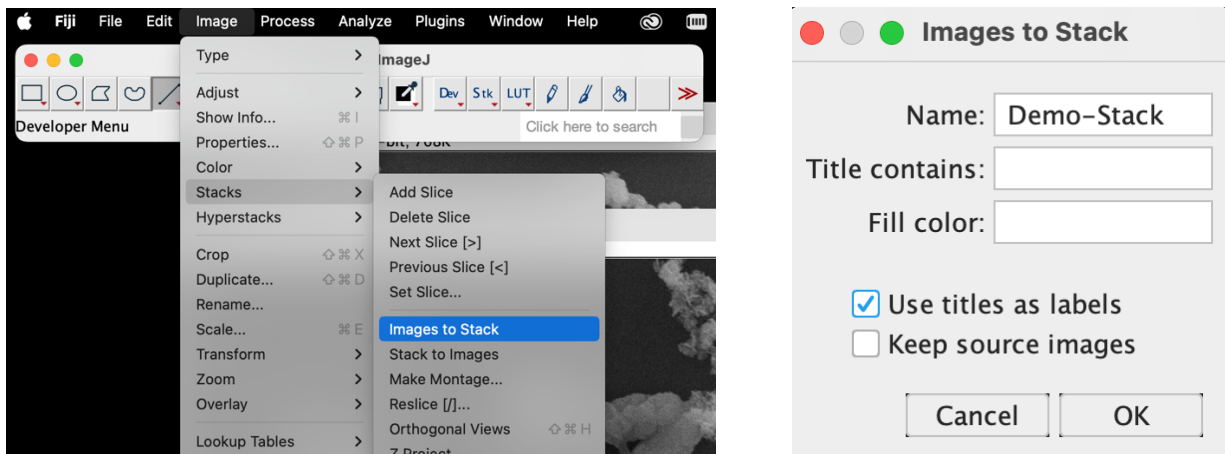 Fiji File Edit Image Process Analyze Plugins Window Help
ImageJ
Dev Stk LUT
Developer Menu
Click here to search
Type
Adjust
Show Info... ⌘ I
Properties... ⇧ ⌘ P
Color
Stacks
Hyperstacks
Crop ⇧ ⌘ X
Duplicate... ⇧ ⌘ D
Rename...
Scale... ⌘ E
Transform
Zoom
Overlay
Lookup Tables
Add Slice
Delete Slice
Next Slice [>]
Previous Slice [<]
Set Slice...
Images to Stack
Stack to Images
Make Montage...
Reslice [/]...
Orthogonal Views ⇧ ⌘ H
Images to Stack
Name: Demo-Stack
Title contains:
Fill color:
Use titles as labels
Keep source images
Cancel OK